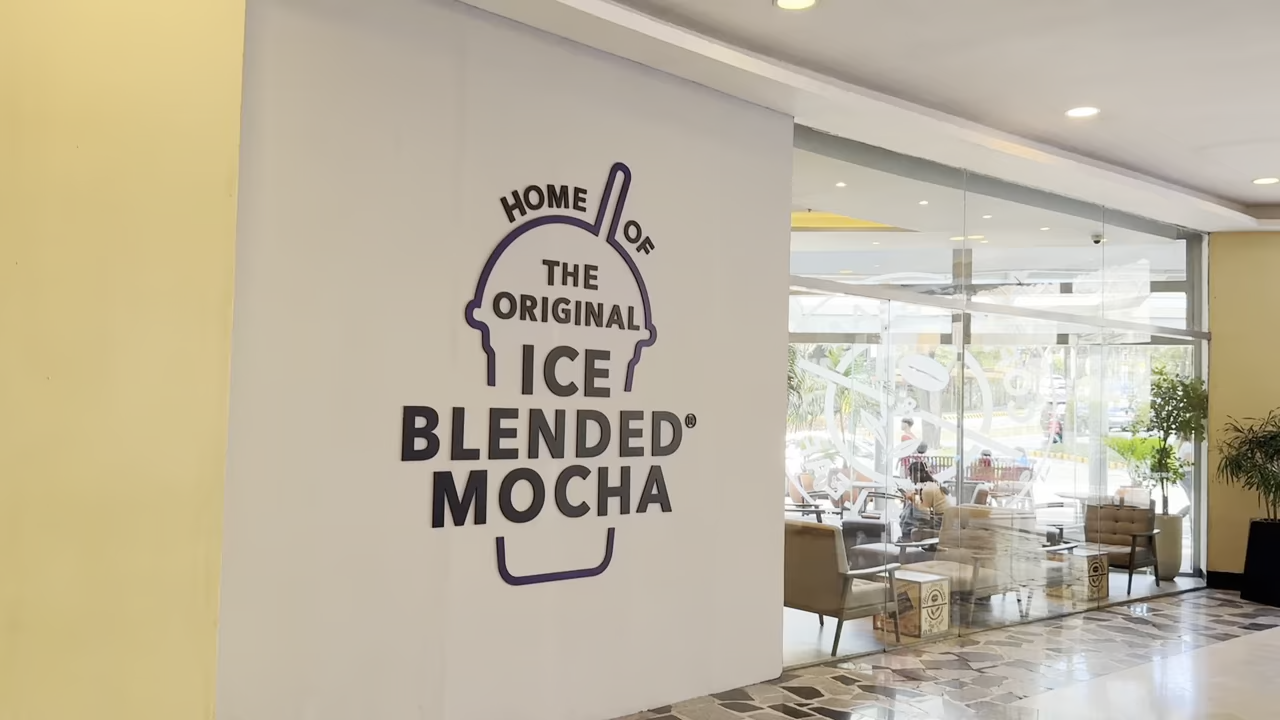 HOME OF
THE
ORIGINAL
ICE
BLENDED®
MOCHA